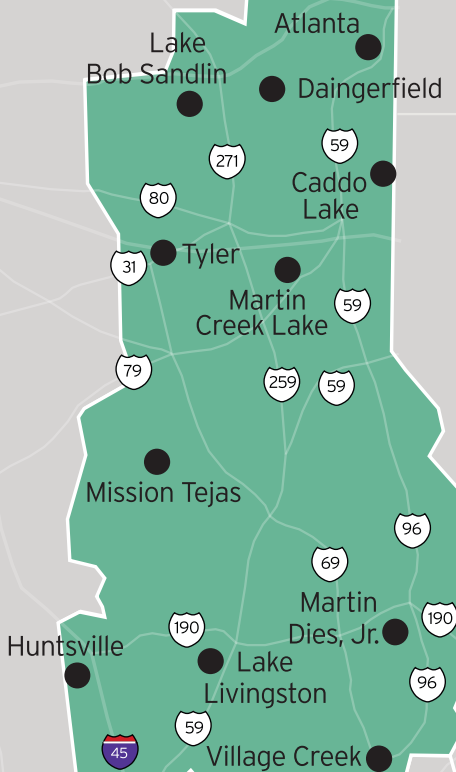 Atlanta
Lake
Bob Sandlin
Daingerfield
59
271
Caddo
Lake
80
Tyler
31
Martin
Creek Lake
59
79
259
59
Mission Tejas
96
69
Martin
Dies, Jr.
190
190
Huntsville
Lake
Livingston
96
59
45
Village Creek